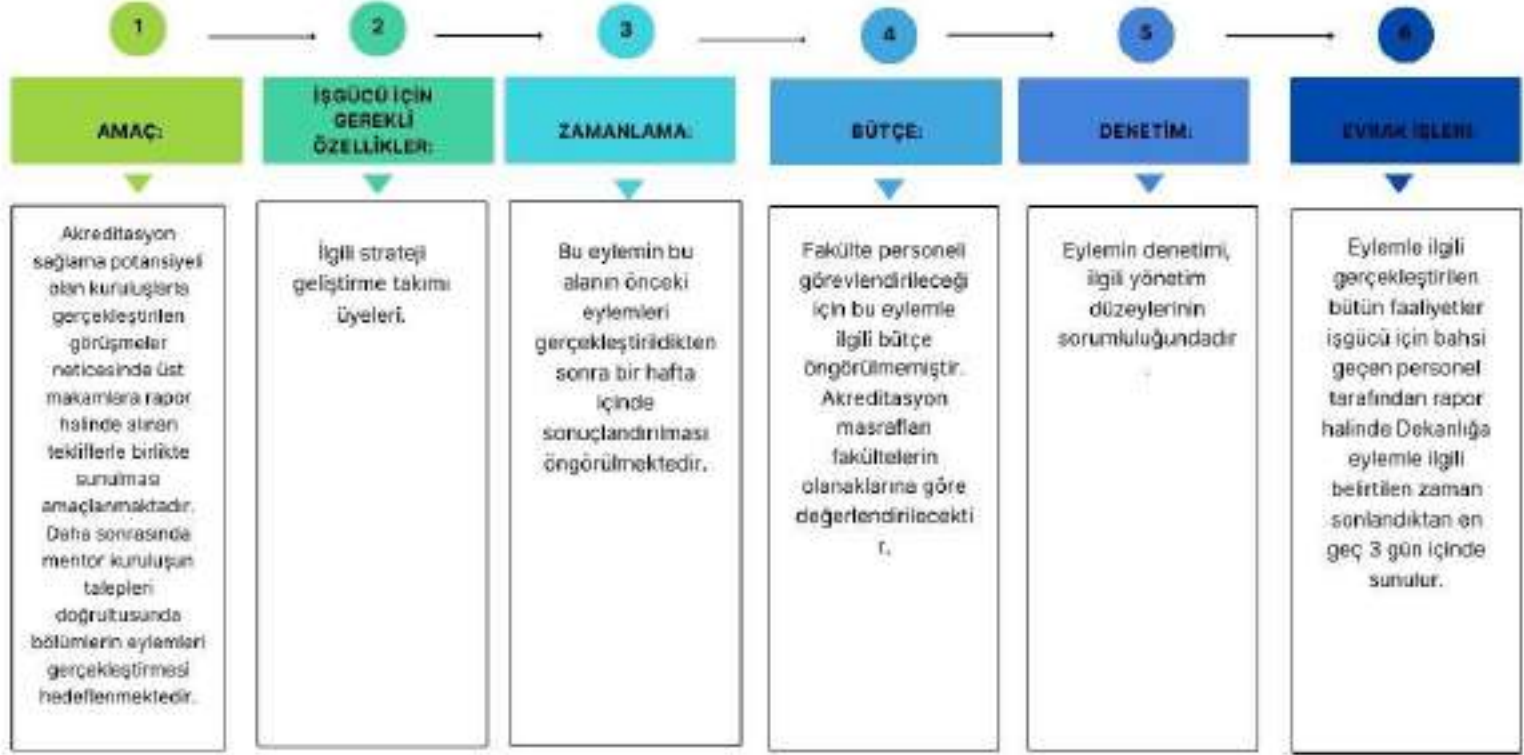 1
2
3
4
5
6
AMAÇ:
Akreditasyon
sağlama potansiyeli
olan kuruluşlarla
gerçekleştirilen
görüşmeler
neticesinde üst
makamlara rapor
halinde alınan
tekliflerle birlikte
sunulması
amaçlanmaktadır.
Daha sonrasında
mentor kuruluşun
talepleri
doğrultusunda
bölümlerin eylemleri
gerçekleştirmesi
hedeflenmektedir.
İŞGÜCÜ İÇİN
GEREKLİ
ÖZELLİKLER:
İlgili strateji
geliştirme takımı
üyeleri.
ZAMANLAMA:
Bu eylemin bu
alanın önceki
eylemleri
gerçekleştirildikten
sonra bir hafta
içinde
sonuçlandırılması
öngörülmektedir.
BÜTÇE:
Fakülte personeli
görevlendirileceği
için bu eylemle
ilgili bütçe
öngörülmemiştir.
Akreditasyon
masrafları
fakültelerin
olanaklarına göre
değerlendirilecekti
r.
DENETİM:
Eylemin denetimi,
ilgili yönetim
düzeylerinin
sorumluluğundadır
.
EVRAK İŞLERİ:
Eylemle ilgili
gerçekleştirilen
bütün faaliyetler
işgücü için bahsi
geçen personel
tarafından rapor
halinde Dekanlığa
eylemle ilgili
belirtilen zaman
sonlandıktan en
geç 3 gün içinde
sunulur.